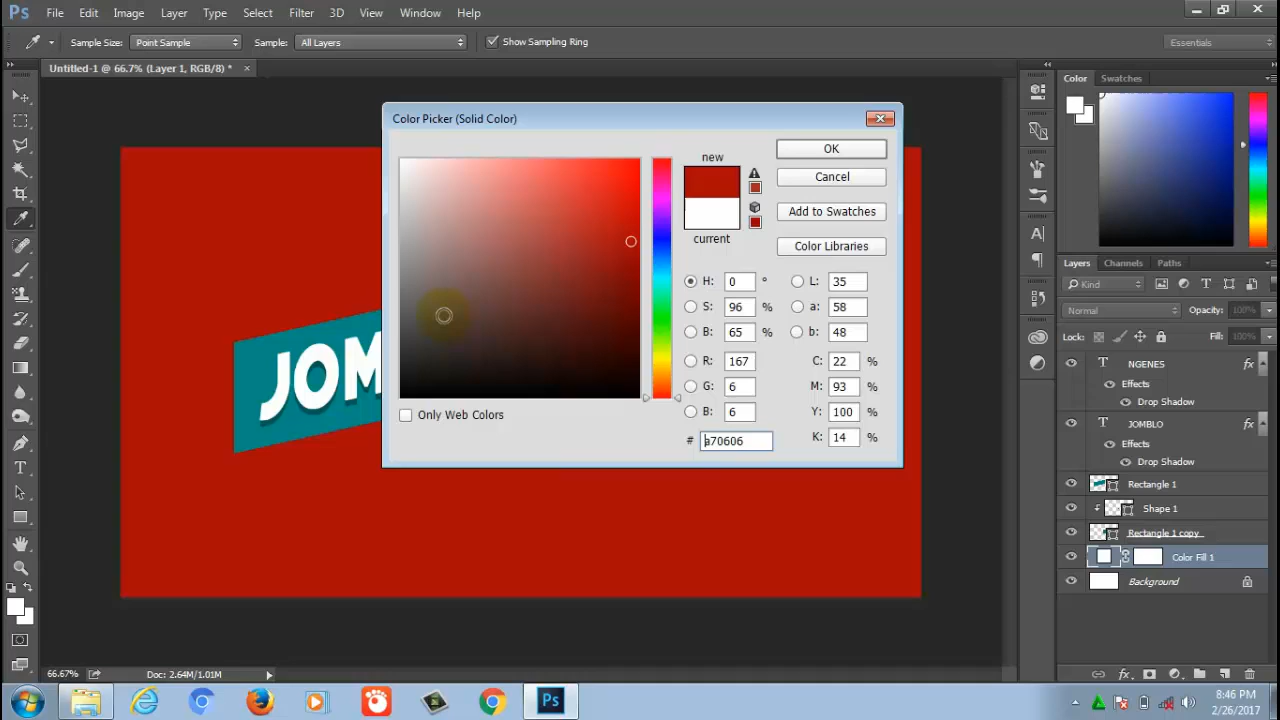 Ps File Edit Image Layer Type Select Filter 3D View Window Help
Sample Size: Point Sample Sample: All Layers Show Sampling Ring Essentials
Untitled-1 @ 66.7% (Layer 1, RGB/8) * ×
Color Swatches
Color Picker (Solid Color)
new
current
OK
Cancel
Add to Swatches
Color Libraries
H: 0 ° L: 35
S: 96 % a: 58
B: 65 % b: 48
R: 167 C: 22 %
G: 6 M: 93 %
B: 6 Y: 100 %
# a70606 K: 14 %
Only Web Colors
JOM
Layers Channels Paths
Kind
Normal Opacity: 100%
Lock: Fill: 100%
T NGENES fx
Effects
Drop Shadow
T JOMBLO fx
Effects
Drop Shadow
Rectangle 1
Shape 1
Rectangle 1 copy
Color Fill 1
Background
66.67% Doc: 2.64M/1.01M
Ps
8:46 PM
2/26/2017